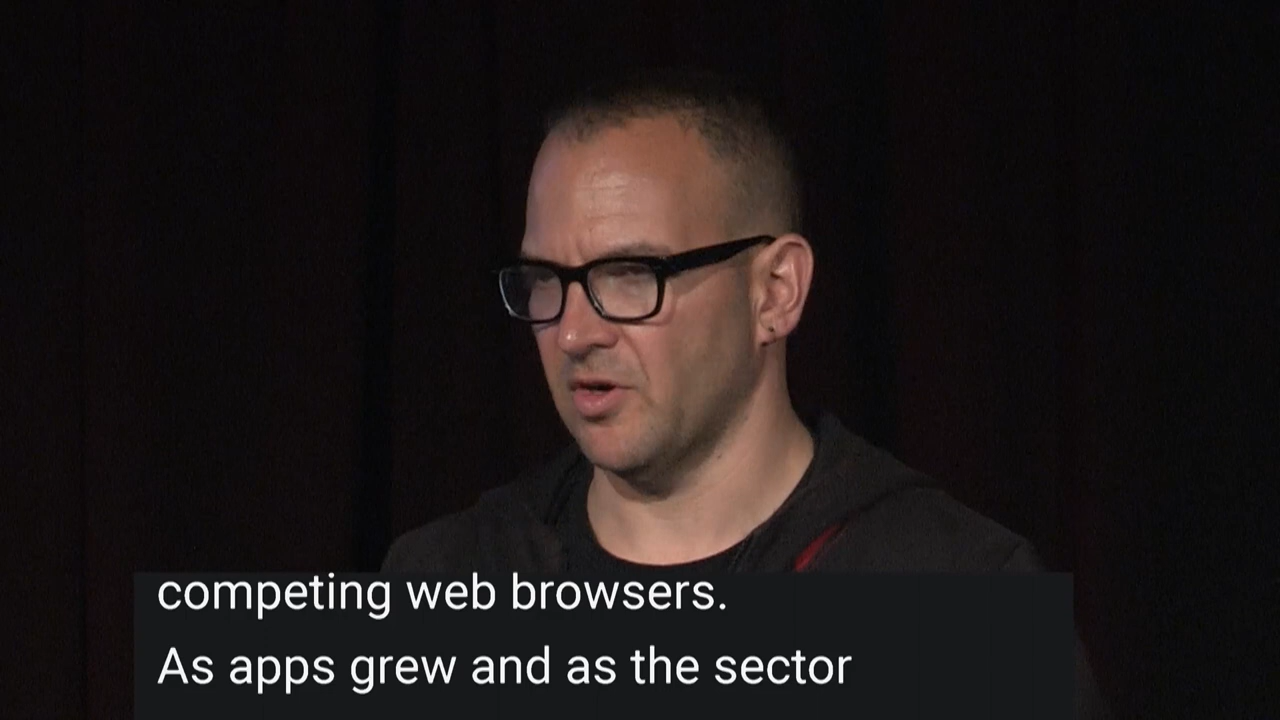 competing web browsers.
As apps grew and as the sector